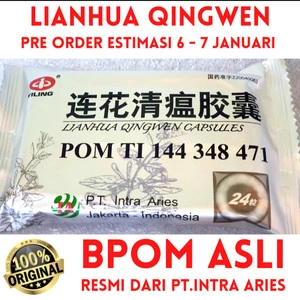 LIANHUA QINGWEN
PRE ORDER ESTIMASI 6 - 7 JANUARI
YILING
连花清瘟胶囊
LIANHUA QINGWEN CAPSULES
POM TI 144 348 471
24粒
PT. Intra Aries
Jakarta - Indonesia
100%
ORIGINAL
BPOM ASLI
RESMI DARI PT.INTRA ARIES